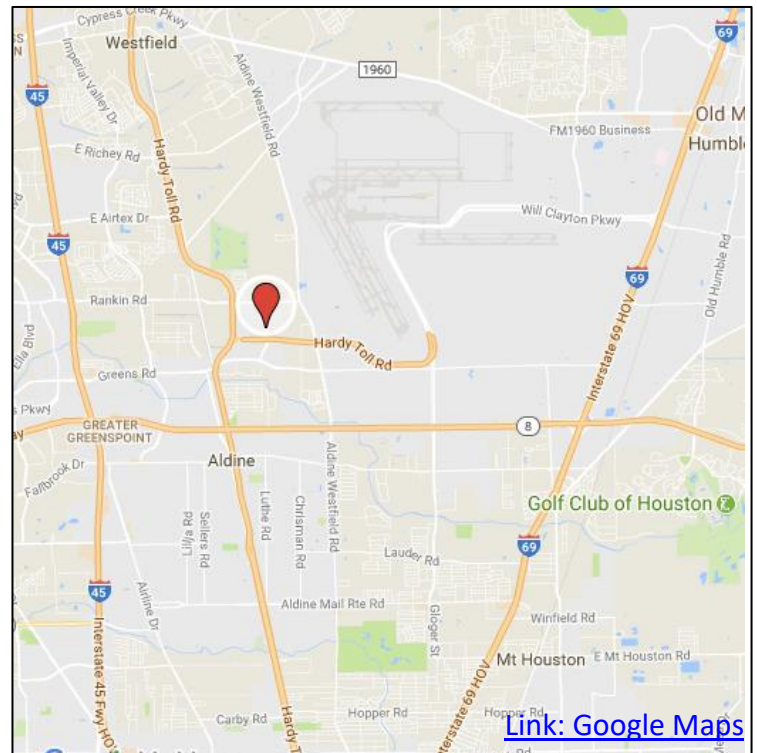 Cypress Creek Pkwy
Westfield
69
45
Imperial Valley Dr
Aldine Westfield Rd
1960
Old M
Humbl
FM1960 Business
E Richey Rd
Hardy Toll Rd
E Airtex Dr
Will Clayton Pkwy
45
69
Old Humble Rd
Rankin Rd
Ella Blvd
Hardy Toll Rd
Interstate 69 HOV
Greens Rd
s Pkwy
GREATER
GREENSPOINT
8
ay
Aldine
Fallbrook Dr
Aldine Westfield Rd
Luthe Rd
Chrisman Rd
Sellers Rd
Lillja Rd
Golf Club of Houston
69
Lauder Rd
45
Airline Dr
Aldine Mail Rte Rd
Gloger St
Winfield Rd
Interstate 45 Fwy HOV
Mt Houston
E Mt Houston Rd
erstate 69 HOV
Carby Rd
Hardy T
Hopper Rd
Hopper Rd
Link: Google Maps
Rd